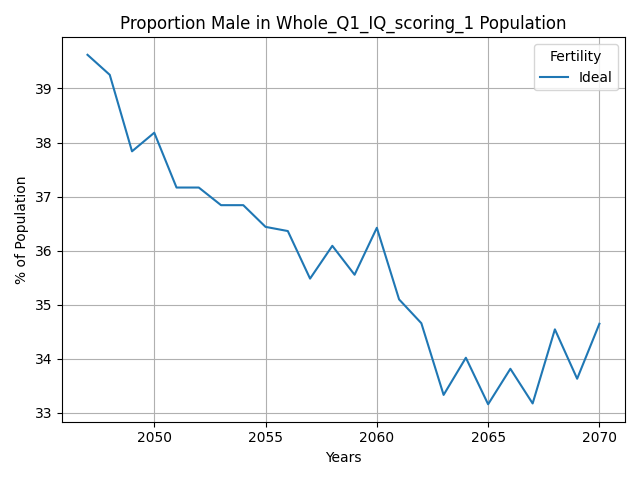 Proportion Male in Whole_Q1_IQ_scoring_1 Population
Fertility
Ideal
% of Population
39
38
37
36
35
34
33
2050
2055
2060
2065
2070
Years